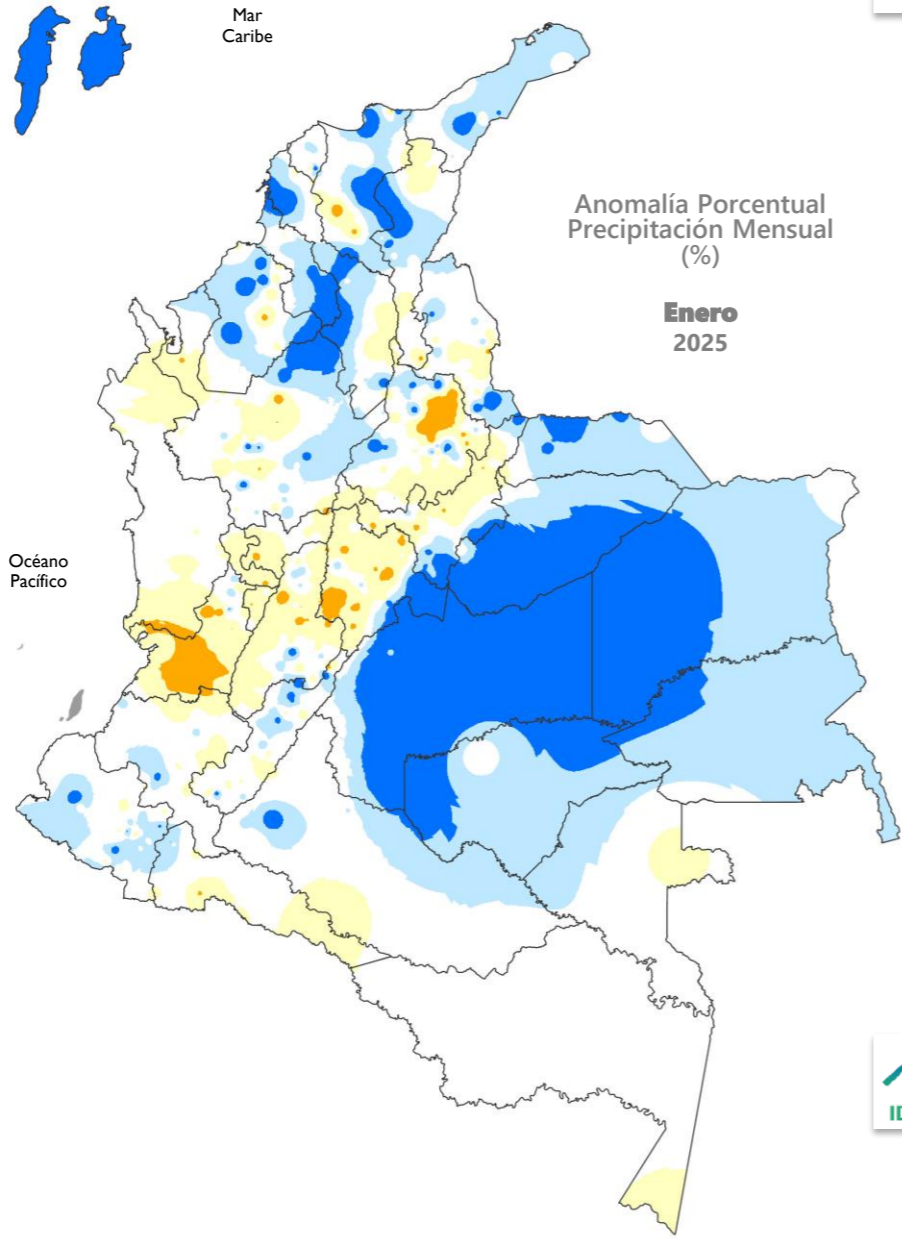 Mar
Caribe
Anomalía Porcentual
Precipitación Mensual
(%)
Enero
2025
Océano
Pacífico